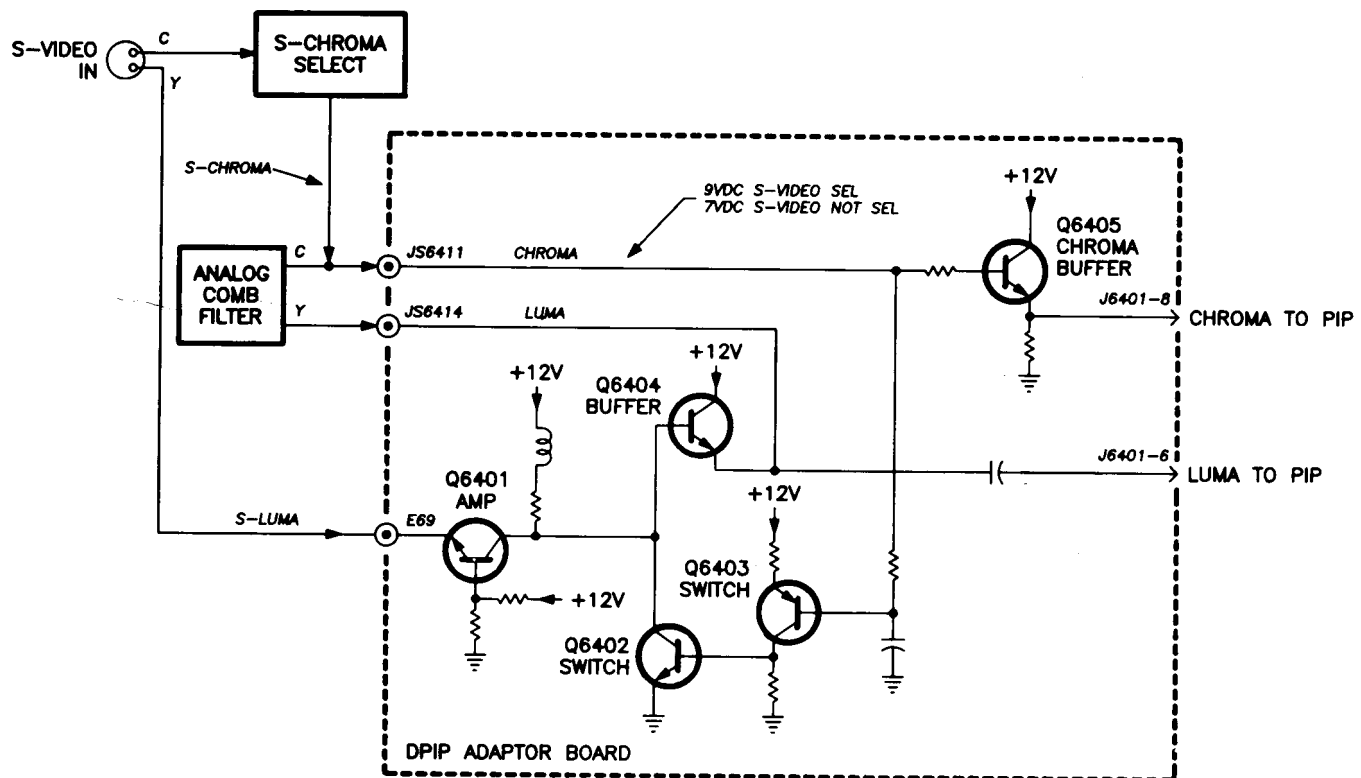 S-VIDEO
IN
C
Y
S-CHROMA
SELECT
S-CHROMA
9VDC S-VIDEO SEL
7VDC S-VIDEO NOT SEL
+12V
Q6405
CHROMA
BUFFER
ANALOG
COMB
FILTER
C
Y
JS6411
CHROMA
JS6414
LUMA
J6401-8
CHROMA TO PIP
+12V
Q6404
BUFFER
+12V
J6401-6
LUMA TO PIP
Q6401
AMP
+12V
S-LUMA
E69
+12V
Q6403
SWITCH
Q6402
SWITCH
DPIP ADAPTOR BOARD